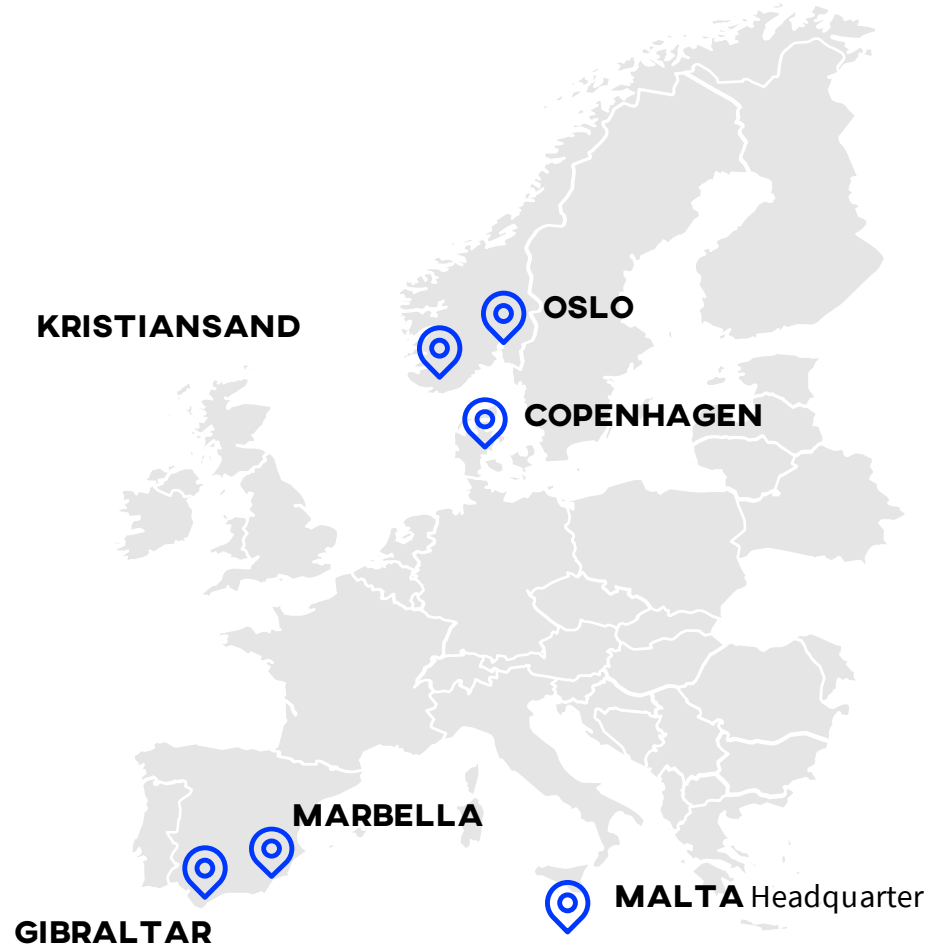 OSLO
KRISTIANSAND
COPENHAGEN
MARBELLA
MALTA Headquarter
GIBRALTAR